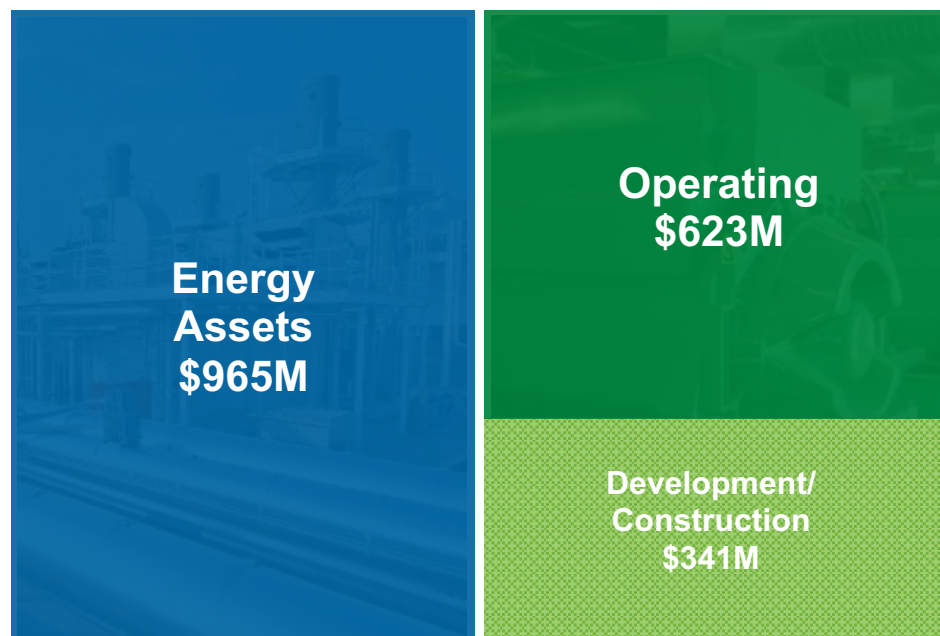 Energy
Assets
$965M
Operating
$623M
Development/
Construction
$341M